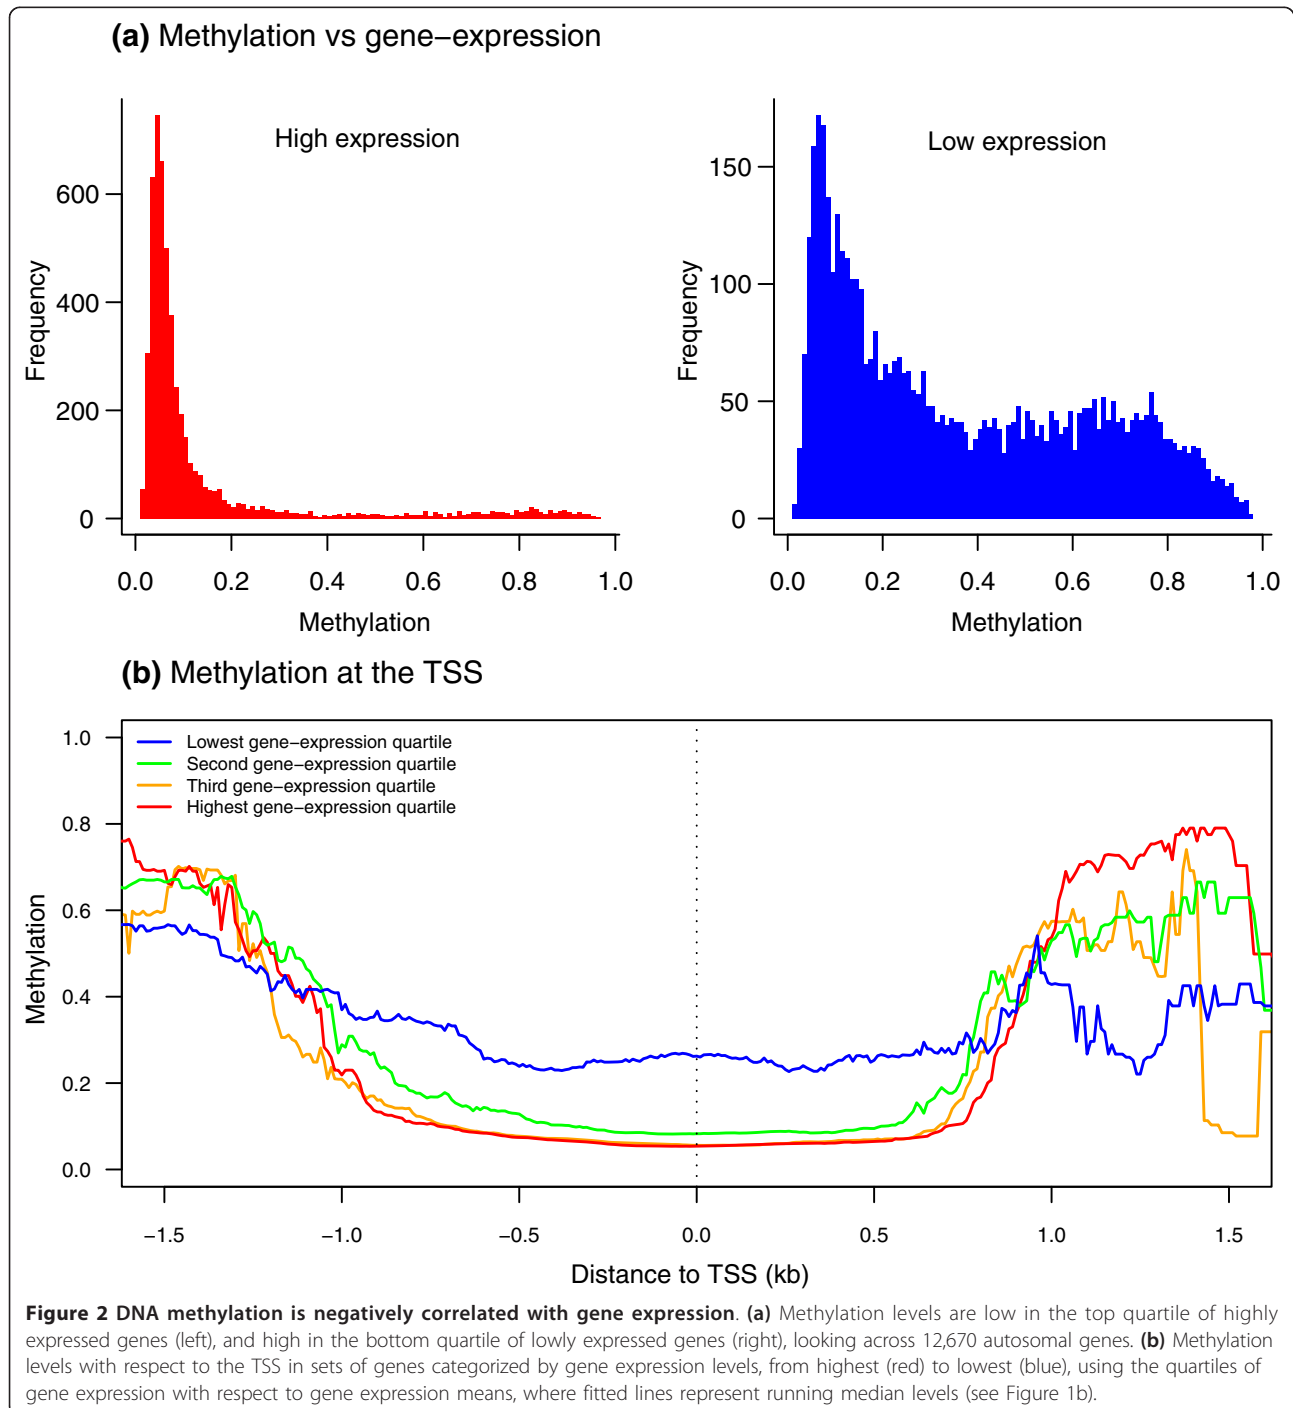 (a) Methylation vs gene−expression
High expression
Frequency
600
400
200
0
0.0 0.2 0.4 0.6 0.8 1.0
Methylation
Low expression
Frequency
150
100
50
0
0.0 0.2 0.4 0.6 0.8 1.0
Methylation
(b) Methylation at the TSS
Lowest gene−expression quartile
Second gene−expression quartile
Third gene−expression quartile
Highest gene−expression quartile
Methylation
1.0
0.8
0.6
0.4
0.2
0.0
−1.5 −1.0 −0.5 0.0 0.5 1.0 1.5
Distance to TSS (kb)
Figure 2 DNA methylation is negatively correlated with gene expression. (a) Methylation levels are low in the top quartile of highly
expressed genes (left), and high in the bottom quartile of lowly expressed genes (right), looking across 12,670 autosomal genes. (b) Methylation
levels with respect to the TSS in sets of genes categorized by gene expression levels, from highest (red) to lowest (blue), using the quartiles of
gene expression with respect to gene expression means, where fitted lines represent running median levels (see Figure 1b).